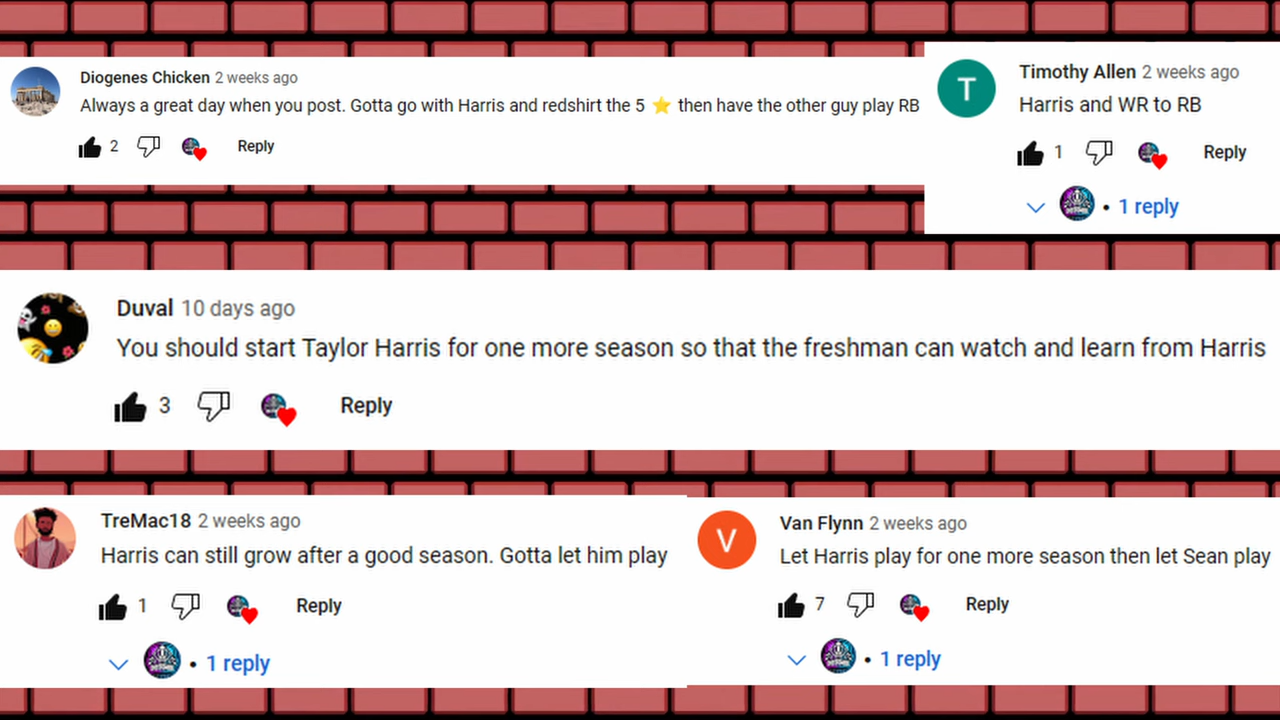 Diogenes Chicken 2 weeks ago
Always a great day when you post. Gotta go with Harris and redshirt the 5 ⭐ then have the other guy play RB
2 Reply
Timothy Allen 2 weeks ago
Harris and WR to RB
1 Reply
• 1 reply
Duval 10 days ago
You should start Taylor Harris for one more season so that the freshman can watch and learn from Harris
3 Reply
TreMac18 2 weeks ago
Harris can still grow after a good season. Gotta let him play
1 Reply
• 1 reply
V
Van Flynn 2 weeks ago
Let Harris play for one more season then let Sean play
7 Reply
• 1 reply
T